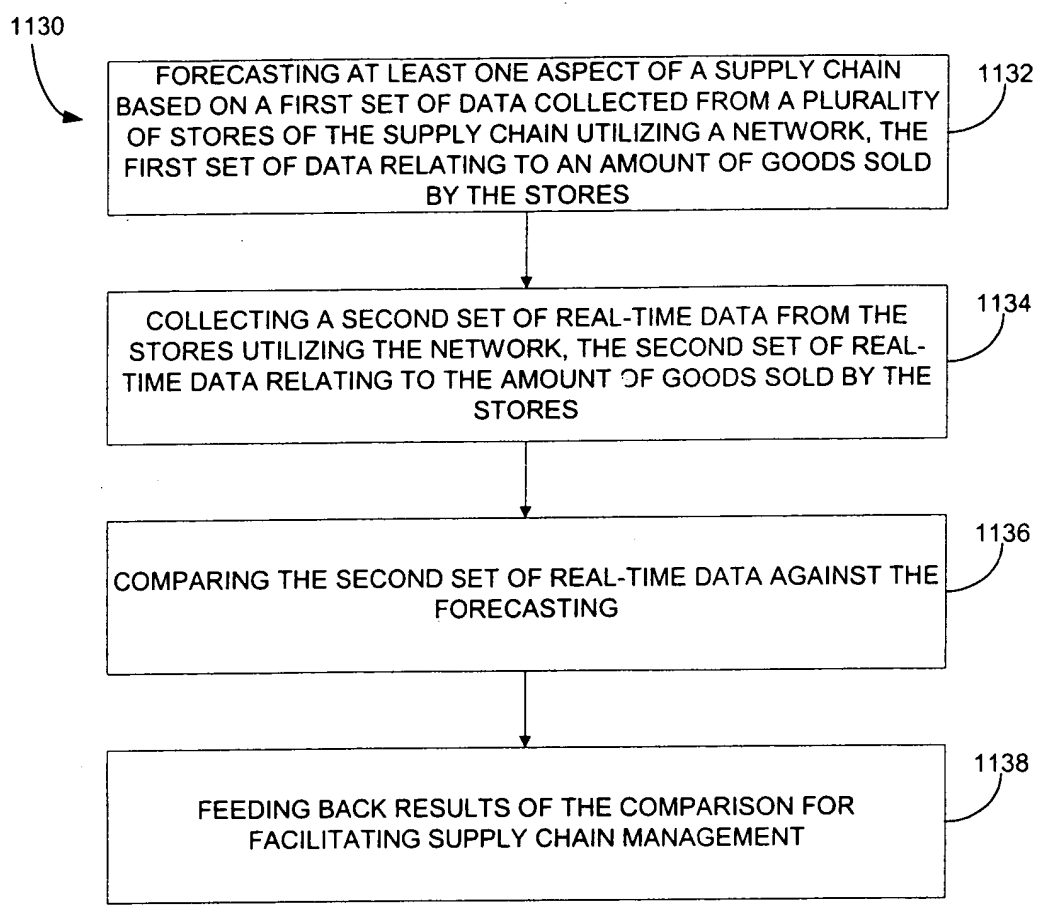 1130
FORECASTING AT LEAST ONE ASPECT OF A SUPPLY CHAIN
BASED ON A FIRST SET OF DATA COLLECTED FROM A PLURALITY
OF STORES OF THE SUPPLY CHAIN UTILIZING A NETWORK, THE
FIRST SET OF DATA RELATING TO AN AMOUNT OF GOODS SOLD
BY THE STORES
1132
COLLECTING A SECOND SET OF REAL-TIME DATA FROM THE
STORES UTILIZING THE NETWORK, THE SECOND SET OF REAL-
TIME DATA RELATING TO THE AMOUNT OF GOODS SOLD BY THE
STORES
1134
COMPARING THE SECOND SET OF REAL-TIME DATA AGAINST THE
FORECASTING
1136
FEEDING BACK RESULTS OF THE COMPARISON FOR
FACILITATING SUPPLY CHAIN MANAGEMENT
1138